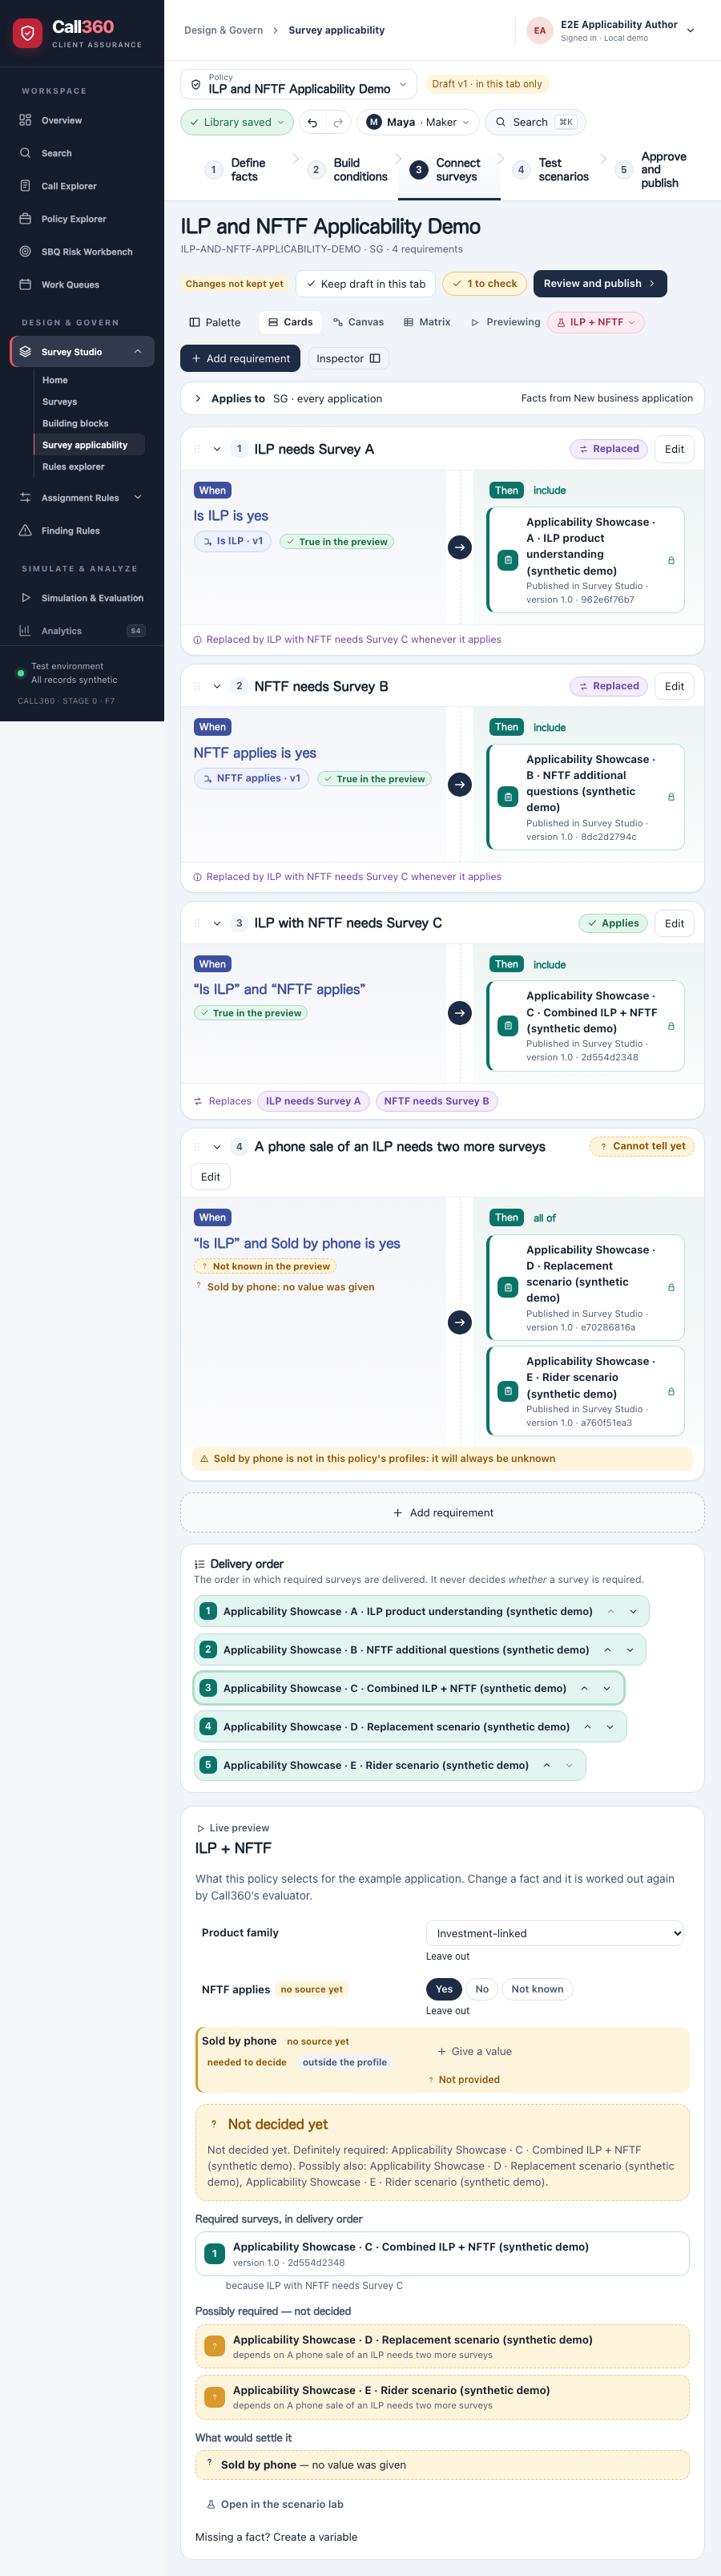 Call360
CLIENT ASSURANCE
WORKSPACE
Overview
Search
Call Explorer
Policy Explorer
SBQ Risk Workbench
Work Queues
DESIGN & GOVERN
Survey Studio
Home
Surveys
Building blocks
Survey applicability
Rules explorer
Assignment Rules
Finding Rules
SIMULATE & ANALYZE
Simulation & Evaluation
Analytics S4
Test environment
All records synthetic
CALL360 · STAGE 0 · F7
Design & Govern > Survey applicability
EA
E2E Applicability Author
Signed in · Local demo
Policy
ILP and NFTF Applicability Demo
Draft v1 · in this tab only
Library saved
M Maya · Maker
Search ⌘K
1 Define facts
2 Build conditions
3 Connect surveys
4 Test scenarios
5 Approve and publish
ILP and NFTF Applicability Demo
ILP-AND-NFTF-APPLICABILITY-DEMO · SG · 4 requirements
Changes not kept yet
Keep draft in this tab
1 to check
Review and publish
Palette
Cards
Canvas
Matrix
Previewing
ILP + NFTF
+ Add requirement
Inspector
Applies to SG · every application
Facts from New business application
1 ILP needs Survey A
Replaced
Edit
When
Is ILP is yes
Is ILP · v1
True in the preview
Then include
Applicability Showcase ·
A · ILP product
understanding
(synthetic demo)
Published in Survey Studio ·
version 1.0 · 962e6f76b7
Replaced by ILP with NFTF needs Survey C whenever it applies
2 NFTF needs Survey B
Replaced
Edit
When
NFTF applies is yes
NFTF applies · v1
True in the preview
Then include
Applicability Showcase ·
B · NFTF additional
questions (synthetic
demo)
Published in Survey Studio ·
version 1.0 · 8dc2d2794c
Replaced by ILP with NFTF needs Survey C whenever it applies
3 ILP with NFTF needs Survey C
Applies
Edit
When
“Is ILP” and “NFTF applies”
True in the preview
Then include
Applicability Showcase ·
C · Combined ILP + NFTF
(synthetic demo)
Published in Survey Studio ·
version 1.0 · 2d554d2348
Replaces ILP needs Survey A NFTF needs Survey B
4 A phone sale of an ILP needs two more surveys
? Cannot tell yet
Edit
When
“Is ILP” and Sold by phone is yes
? Not known in the preview
? Sold by phone: no value was given
Then all of
Applicability Showcase ·
D · Replacement
scenario (synthetic
demo)
Published in Survey Studio ·
version 1.0 · e70286816a
Applicability Showcase ·
E · Rider scenario
(synthetic demo)
Published in Survey Studio ·
version 1.0 · a760f51ea3
Sold by phone is not in this policy's profiles: it will always be unknown
+ Add requirement
Delivery order
The order in which required surveys are delivered. It never decides whether a survey is required.
1 Applicability Showcase · A · ILP product understanding (synthetic demo)
2 Applicability Showcase · B · NFTF additional questions (synthetic demo)
3 Applicability Showcase · C · Combined ILP + NFTF (synthetic demo)
4 Applicability Showcase · D · Replacement scenario (synthetic demo)
5 Applicability Showcase · E · Rider scenario (synthetic demo)
Live preview
ILP + NFTF
What this policy selects for the example application. Change a fact and it is worked out again
by Call360's evaluator.
Product family
Investment-linked
Leave out
NFTF applies no source yet
Yes No Not known
Leave out
Sold by phone no source yet
needed to decide outside the profile
+ Give a value
? Not provided
? Not decided yet
Not decided yet. Definitely required: Applicability Showcase · C · Combined ILP + NFTF
(synthetic demo). Possibly also: Applicability Showcase · D · Replacement scenario (synthetic
demo), Applicability Showcase · E · Rider scenario (synthetic demo).
Required surveys, in delivery order
1 Applicability Showcase · C · Combined ILP + NFTF (synthetic demo)
version 1.0 · 2d554d2348
because ILP with NFTF needs Survey C
Possibly required — not decided
? Applicability Showcase · D · Replacement scenario (synthetic demo)
depends on A phone sale of an ILP needs two more surveys
? Applicability Showcase · E · Rider scenario (synthetic demo)
depends on A phone sale of an ILP needs two more surveys
What would settle it
? Sold by phone — no value was given
Open in the scenario lab
Missing a fact? Create a variable